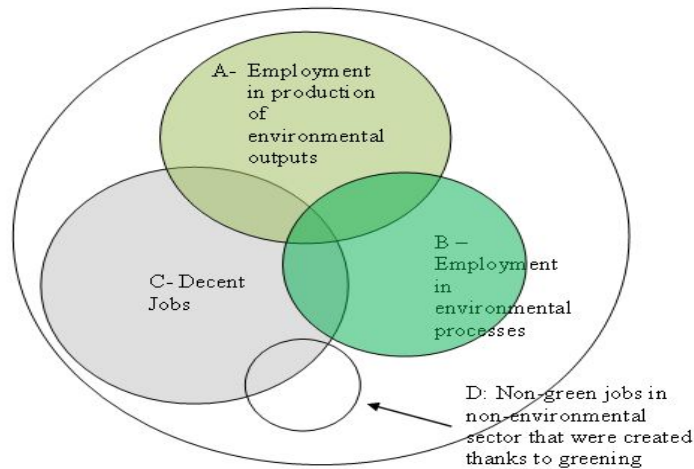 A- Employment
in production
of
environmental
outputs
B –
Employment
in
environmental
processes
C- Decent
Jobs
D: Non-green jobs in
non-environmental
sector that were created
thanks to greening